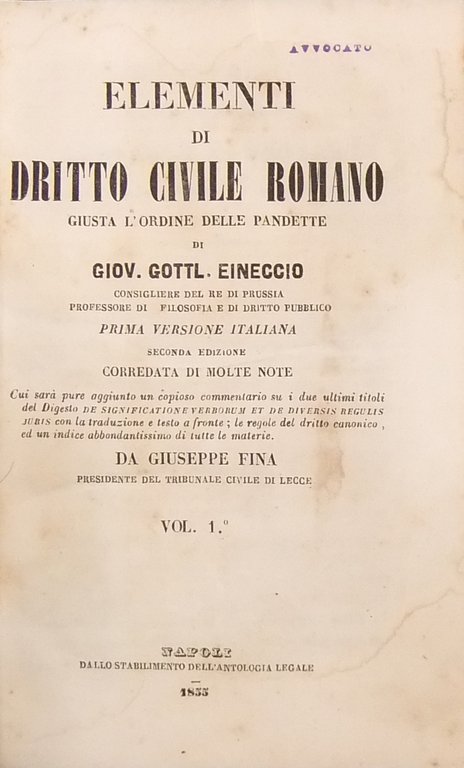 AVVOCATO
ELEMENTI
DI
DRITTO CIVILE ROMANO
GIUSTA L'ORDINE DELLE PANDETTE
DI
GIOV. GOTTL. EINECCIO
CONSIGLIERE DEL RE DI PRUSSIA
PROFESSORE DI FILOSOFIA E DI DRITTO PUBBLICO
PRIMA VERSIONE ITALIANA
SECONDA EDIZIONE
CORREDATA DI MOLTE NOTE
Cui sarà pure aggiunto un copioso commentario su i due ultimi titoli
del Digesto DE SIGNIFICATIONE VERBORUM ET DE DIVERSIS REGULIS
JURIS con la traduzione e testo a fronte; le regole del dritto canonico,
ed un indice abbondantissimo di tutte le materie.
DA GIUSEPPE FINA
PRESIDENTE DEL TRIBUNALE CIVILE DI LECCE
VOL. 1.°
NAPOLI
DALLO STABILIMENTO DELL'ANTOLOGIA LEGALE
1855